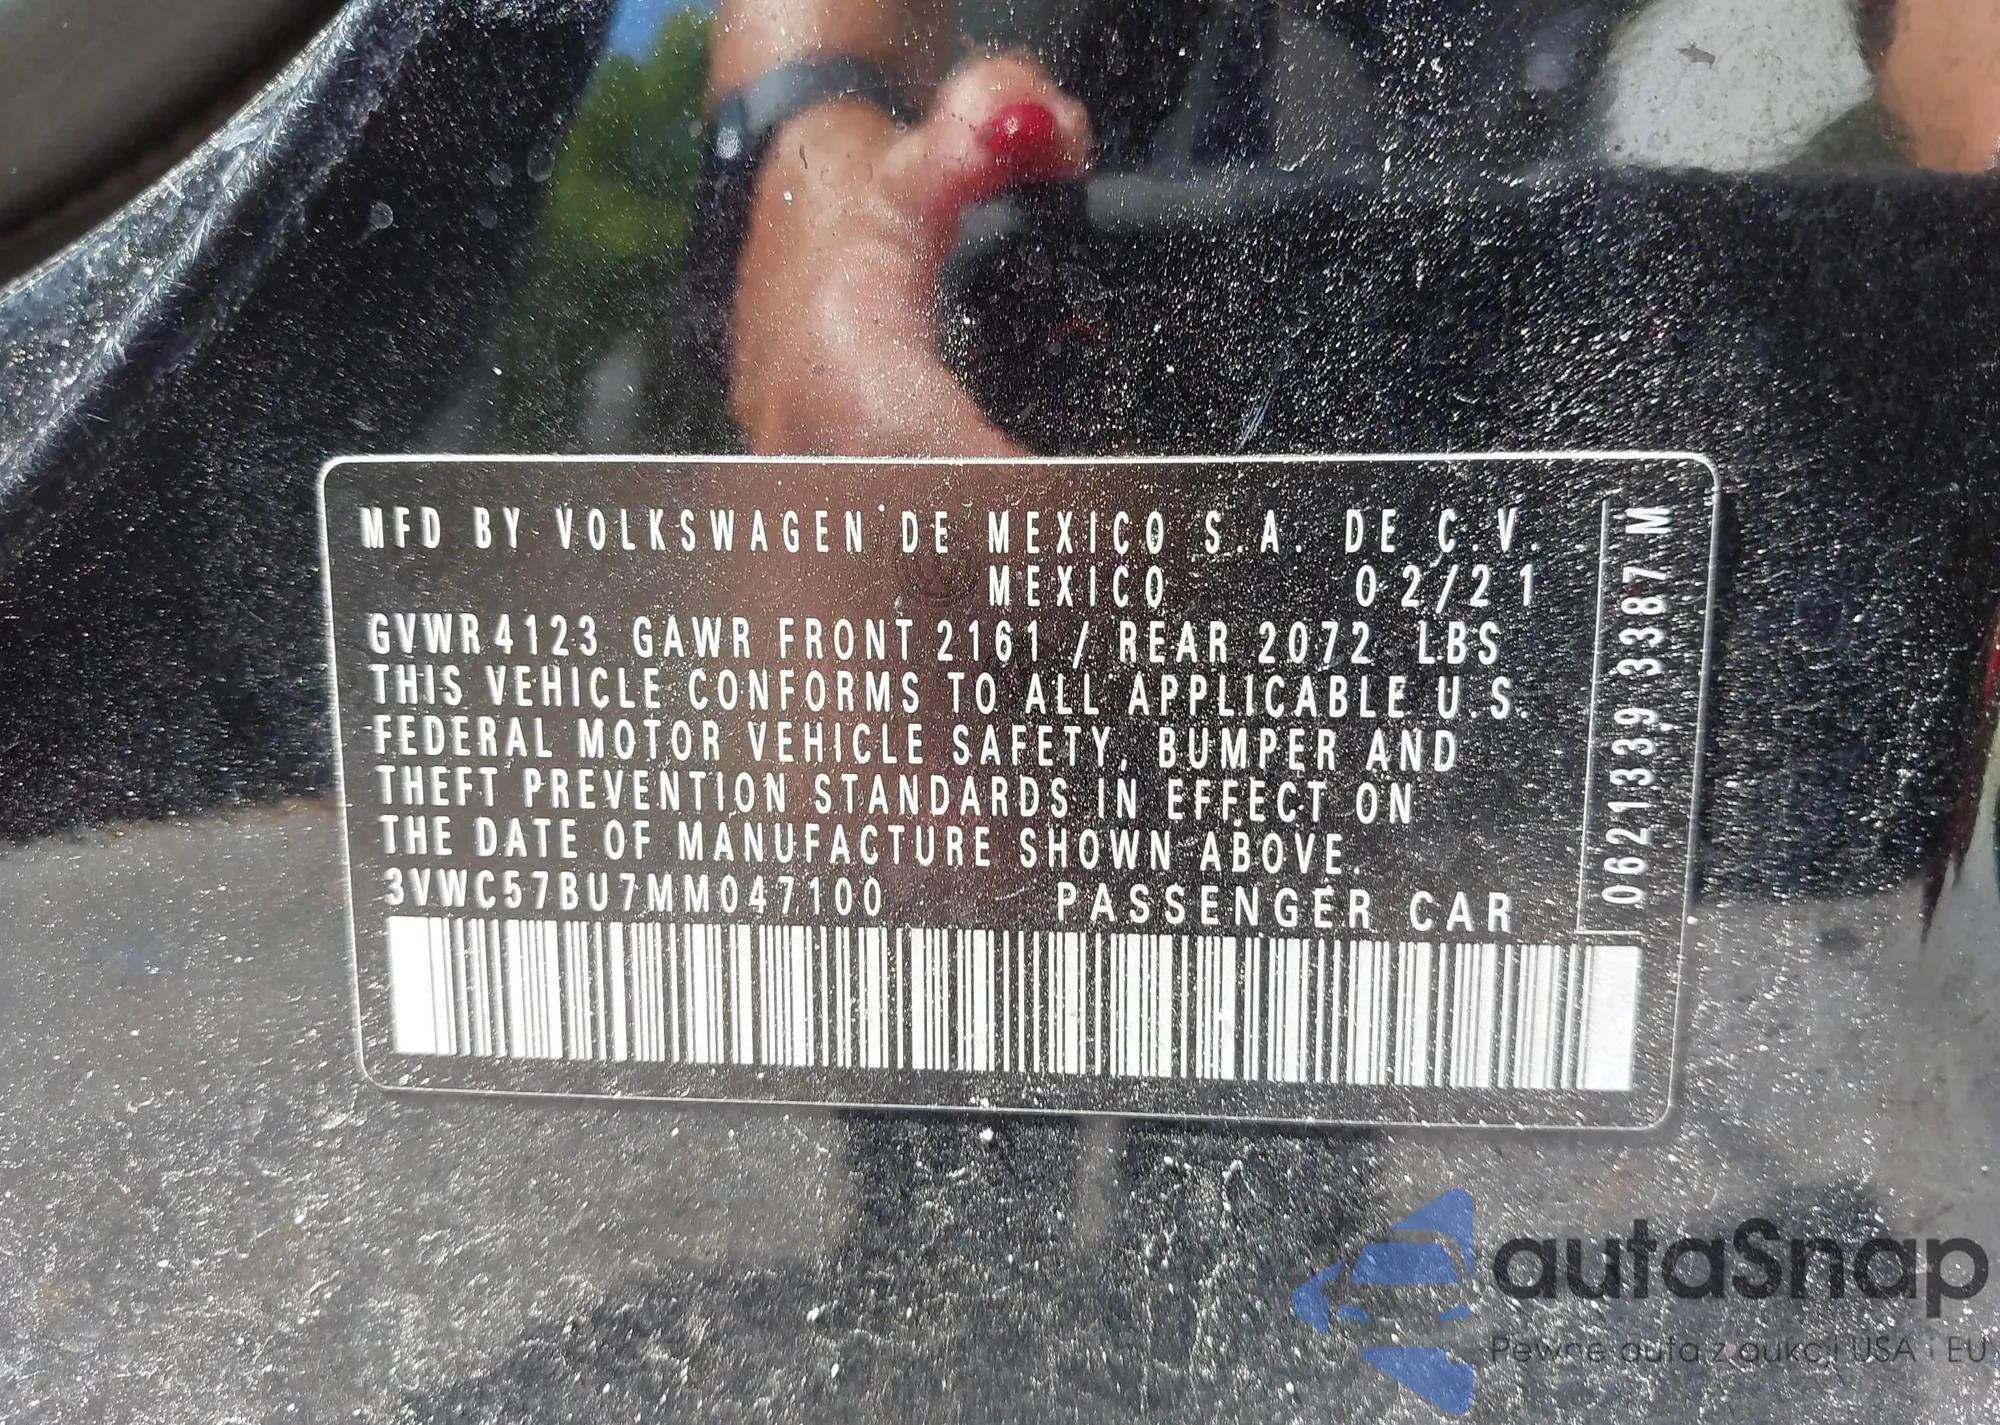 MFD BY VOLKSWAGEN DE MEXICO S.A. DE C.V.
MEXICO 02/21
GVWR 4123 GAWR FRONT 2161 / REAR 2072 LBS
THIS VEHICLE CONFORMS TO ALL APPLICABLE U.S.
FEDERAL MOTOR VEHICLE SAFETY, BUMPER AND
THEFT PREVENTION STANDARDS IN EFFECT ON
THE DATE OF MANUFACTURE SHOWN ABOVE.
3VWC57BU7MM047100 PASSENGER CAR
0621339 3387 M
autaSnap
Pewne auta z aukcji USA i EU